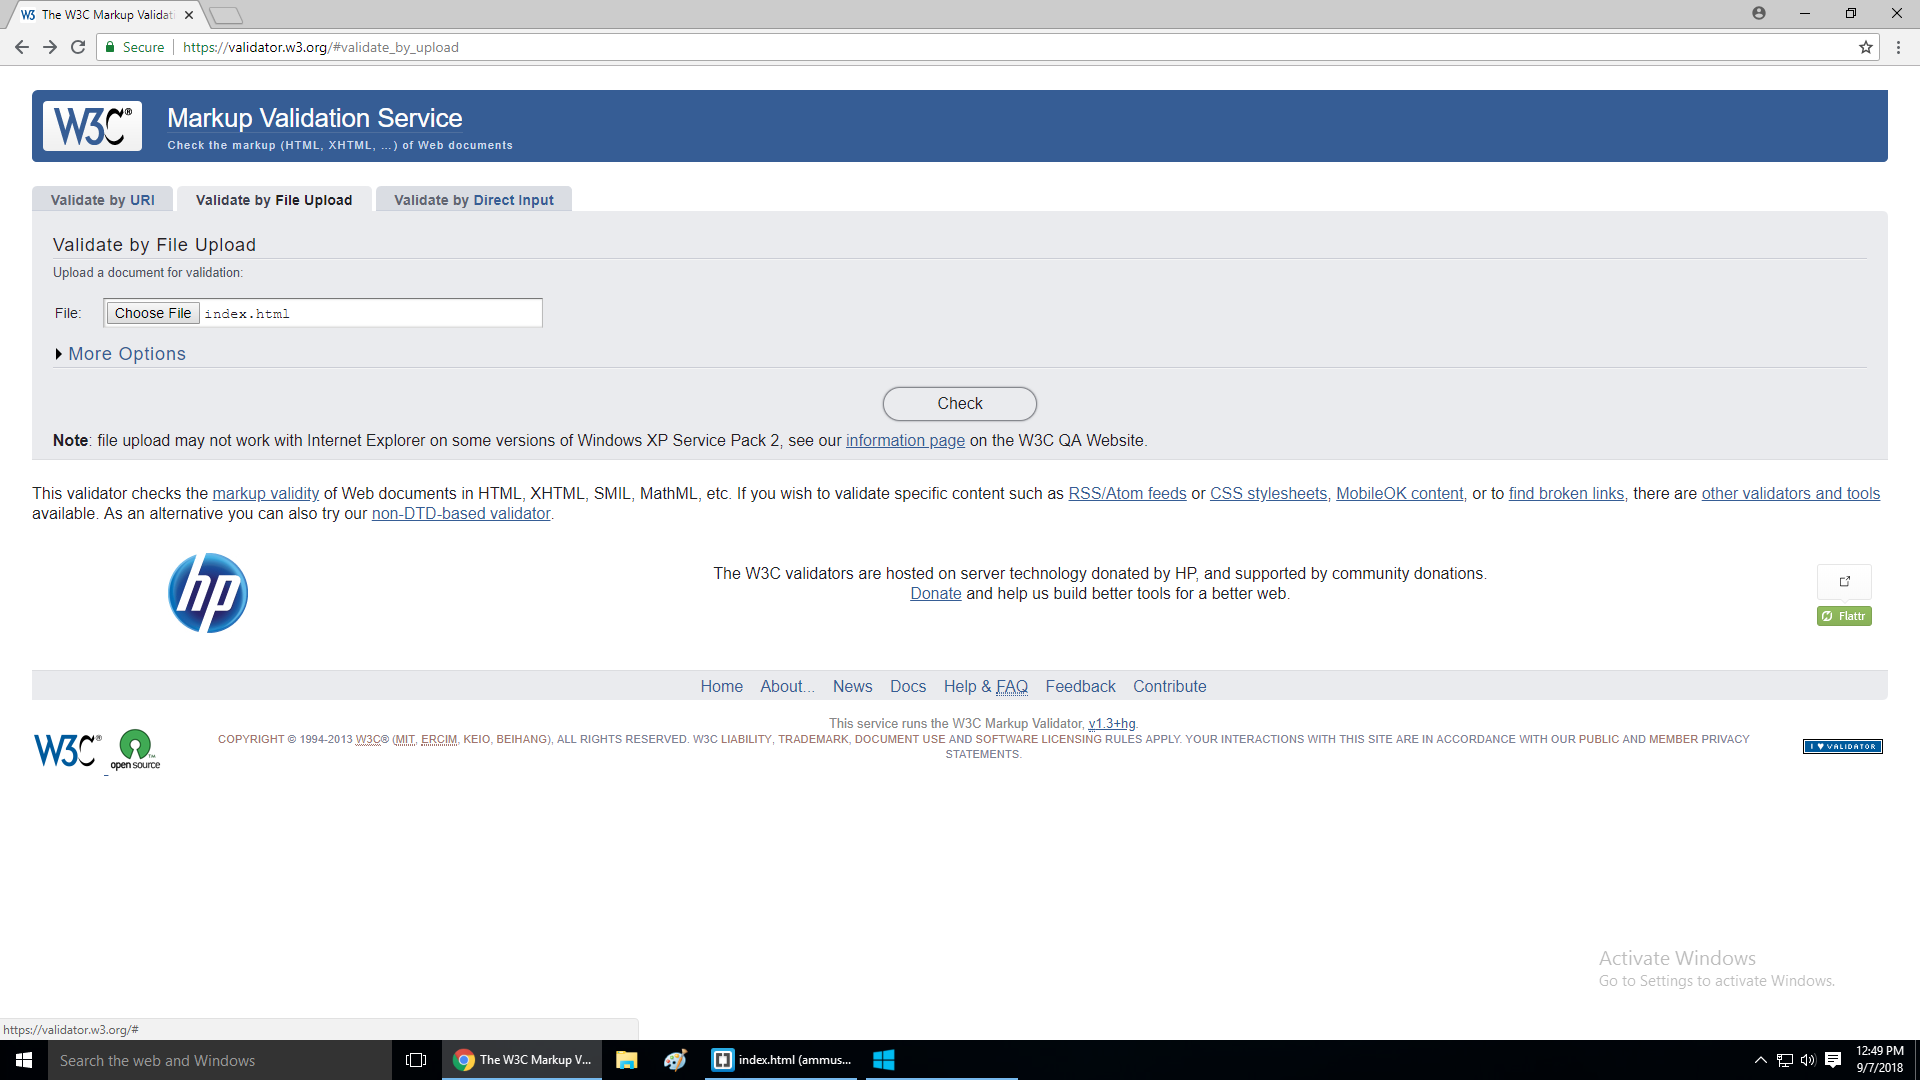 The W3C Markup Validat
Secure
https://validator.w3.org/#validate_by_upload
W3C®
Markup Validation Service
Check the markup (HTML, XHTML, …) of Web documents
Validate by URI
Validate by File Upload
Validate by Direct Input
Validate by File Upload
Upload a document for validation:
File:
Choose File
index.html
More Options
Check
Note: file upload may not work with Internet Explorer on some versions of Windows XP Service Pack 2, see our information page on the W3C QA Website.
This validator checks the markup validity of Web documents in HTML, XHTML, SMIL, MathML, etc. If you wish to validate specific content such as RSS/Atom feeds or CSS stylesheets, MobileOK content, or to find broken links, there are other validators and tools
available. As an alternative you can also try our non-DTD-based validator.
hp
The W3C validators are hosted on server technology donated by HP, and supported by community donations.
Donate and help us build better tools for a better web.
Flattr
Home About... News Docs Help & FAQ Feedback Contribute
This service runs the W3C Markup Validator, v1.3+hg.
W3C®
open source
COPYRIGHT © 1994-2013 W3C® (MIT, ERCIM, KEIO, BEIHANG), ALL RIGHTS RESERVED. W3C LIABILITY, TRADEMARK, DOCUMENT USE AND SOFTWARE LICENSING RULES APPLY. YOUR INTERACTIONS WITH THIS SITE ARE IN ACCORDANCE WITH OUR PUBLIC AND MEMBER PRIVACY
STATEMENTS.
I ♥ VALIDATOR
Activate Windows
Go to Settings to activate Windows.
https://validator.w3.org/#
Search the web and Windows
The W3C Markup V...
index.html (ammus...
12:49 PM
9/7/2018